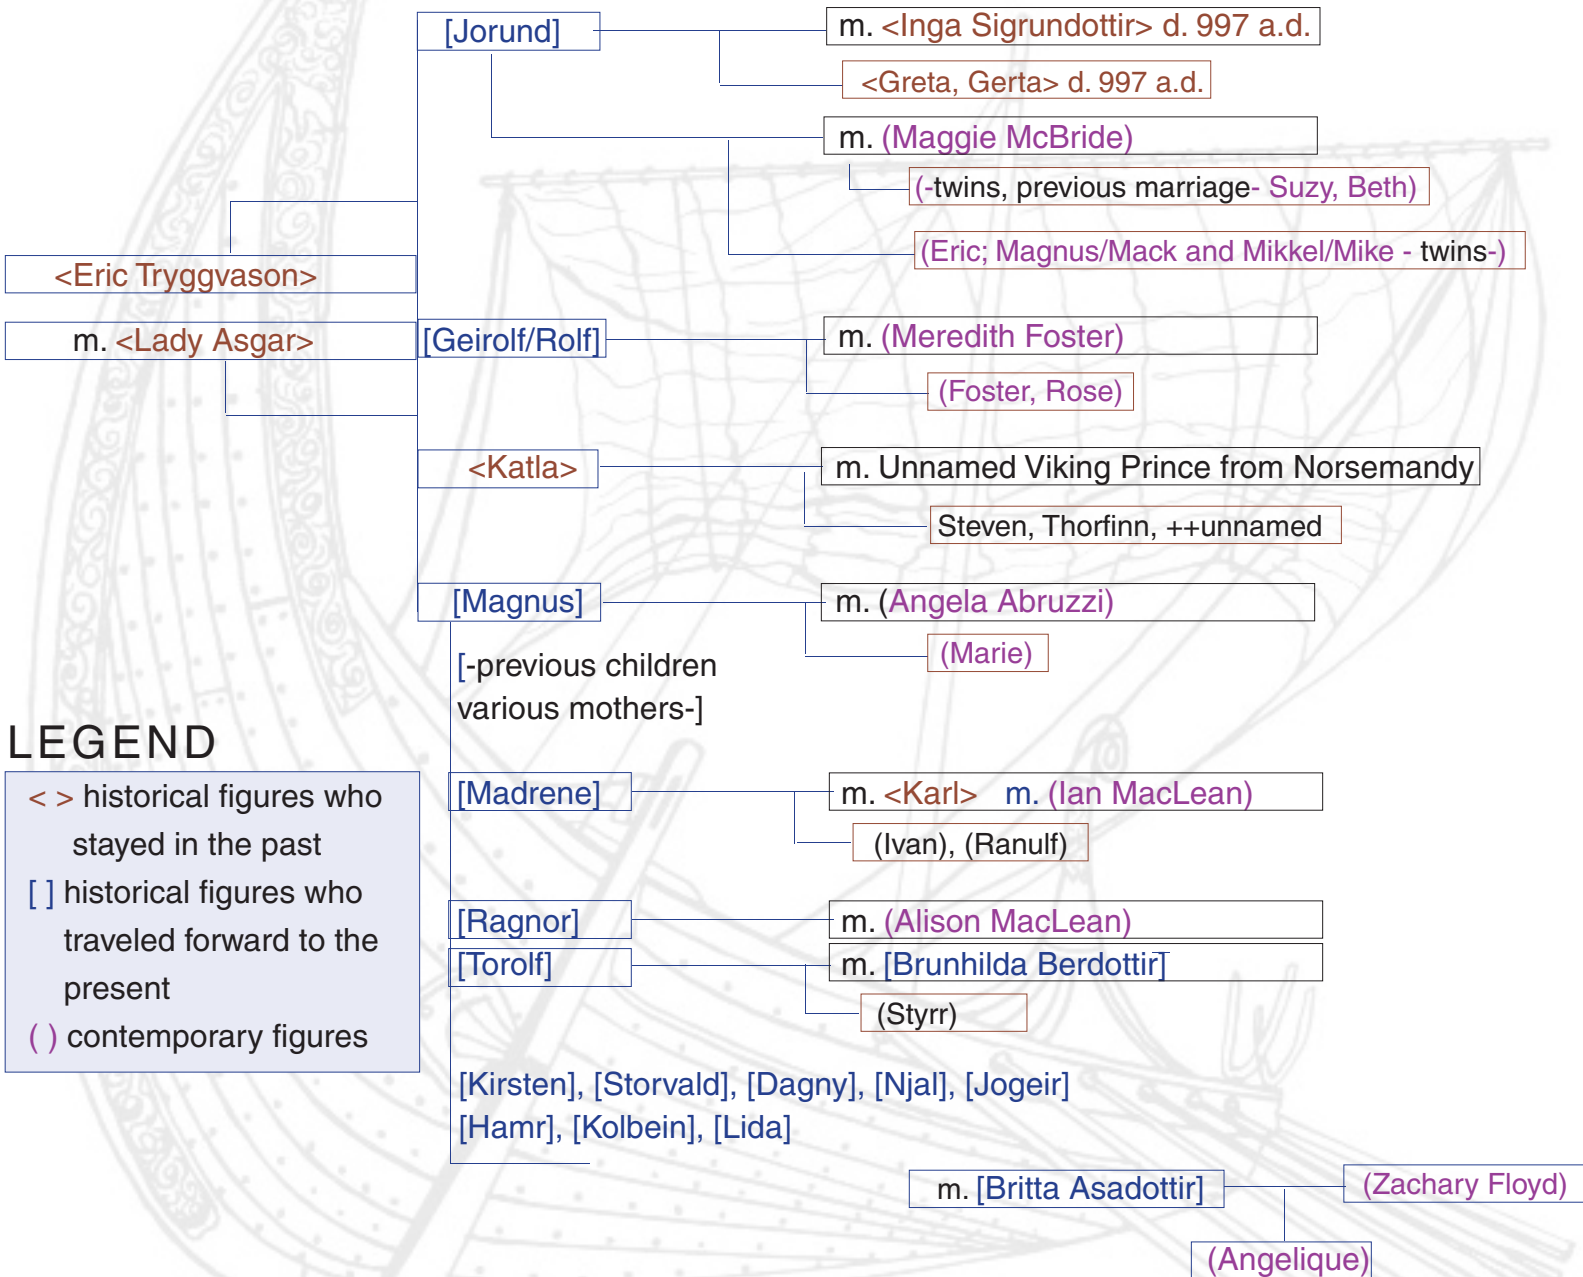 [Jorund]
m. <Inga Sigrundottir> d. 997 a.d.
<Greta, Gerta> d. 997 a.d.
m. (Maggie McBride)
(-twins, previous marriage- Suzy, Beth)
(Eric; Magnus/Mack and Mikkel/Mike - twins-)
<Eric Tryggvason>
m. <Lady Asgar>
[Geirolf/Rolf]
m. (Meredith Foster)
(Foster, Rose)
<Katla>
m. Unnamed Viking Prince from Norsemandy
Steven, Thorfinn, ++unnamed
[Magnus]
m. (Angela Abruzzi)
(Marie)
[-previous children
various mothers-]
[Madrene]
m. <Karl> m. (Ian MacLean)
(Ivan), (Ranulf)
[Ragnor]
m. (Alison MacLean)
[Torolf]
m. [Brunhilda Berdottir]
(Styrr)
[Kirsten], [Storvald], [Dagny], [Njal], [Jogeir]
[Hamr], [Kolbein], [Lida]
m. [Britta Asadottir]
(Zachary Floyd)
(Angelique)
LEGEND
< > historical figures who
stayed in the past
[ ] historical figures who
traveled forward to the
present
( ) contemporary figures